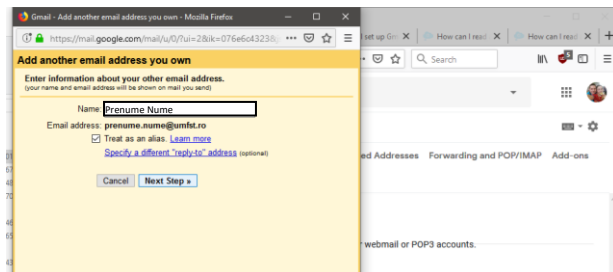 Gmail - Add another email address you own - Mozilla Firefox
https://mail.google.com/mail/u/0/?ui=2&ik=076e6c4323&
Add another email address you own
Enter information about your other email address.
(your name and email address will be shown on mail you send)
Name: Prenume Nume
Email address: prenume.nume@umfst.ro
Treat as an alias. Learn more
Specify a different "reply-to" address (optional)
Cancel Next Step »
set up Gm How can I read How can I read
Search
ed Addresses Forwarding and POP/IMAP Add-ons
webmail or POP3 accounts.